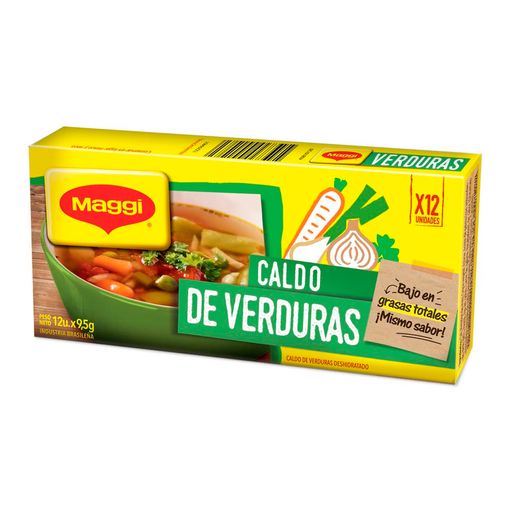 Maggi
VERDURAS
Maggi
®
X12
UNIDADES
CALDO
DE VERDURAS
Bajo en
grasas totales
¡Mismo sabor!
PESO
NETO 12u.x9,5g
INDUSTRIA BRASILEÑA
CALDO DE VERDURAS DESHIDRATADO